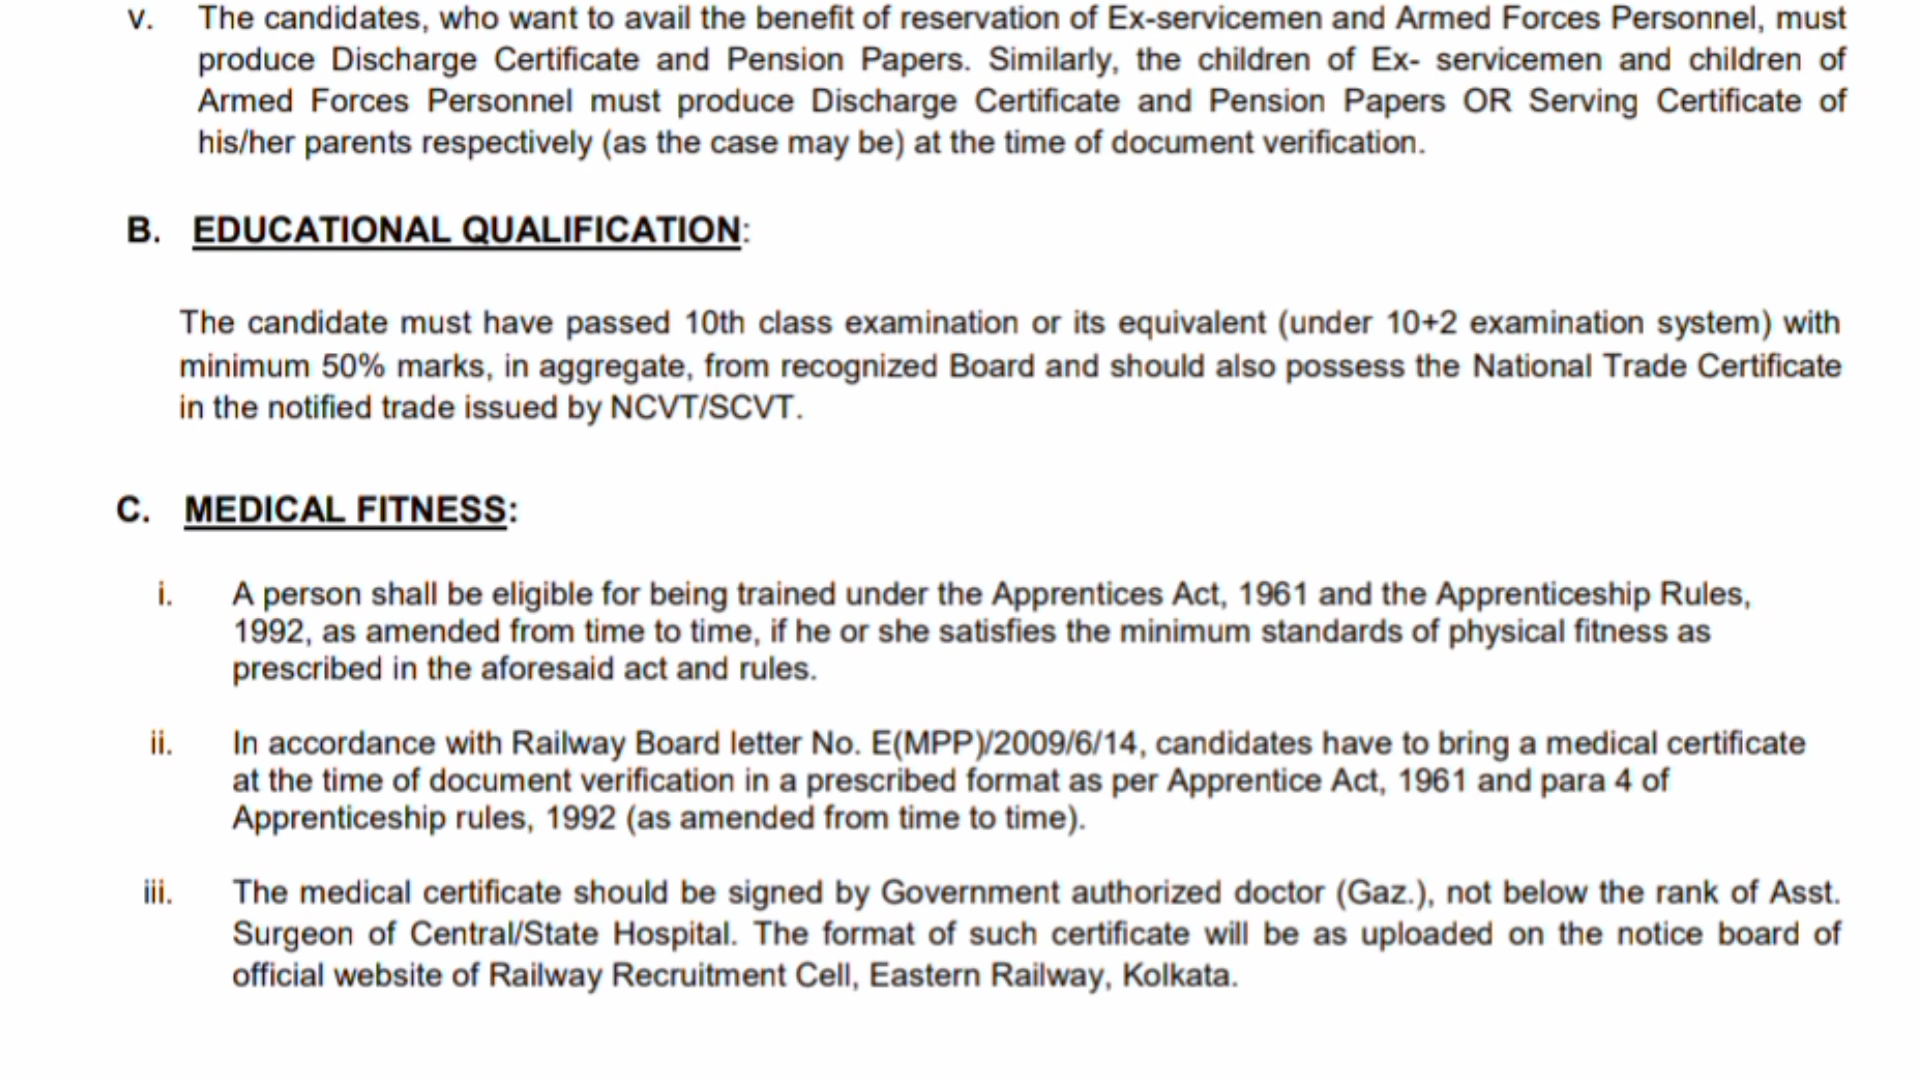 v. The candidates, who want to avail the benefit of reservation of Ex-servicemen and Armed Forces Personnel, must
produce Discharge Certificate and Pension Papers. Similarly, the children of Ex- servicemen and children of
Armed Forces Personnel must produce Discharge Certificate and Pension Papers OR Serving Certificate of
his/her parents respectively (as the case may be) at the time of document verification.
B. EDUCATIONAL QUALIFICATION:
The candidate must have passed 10th class examination or its equivalent (under 10+2 examination system) with
minimum 50% marks, in aggregate, from recognized Board and should also possess the National Trade Certificate
in the notified trade issued by NCVT/SCVT.
C. MEDICAL FITNESS:
i. A person shall be eligible for being trained under the Apprentices Act, 1961 and the Apprenticeship Rules,
1992, as amended from time to time, if he or she satisfies the minimum standards of physical fitness as
prescribed in the aforesaid act and rules.
ii. In accordance with Railway Board letter No. E(MPP)/2009/6/14, candidates have to bring a medical certificate
at the time of document verification in a prescribed format as per Apprentice Act, 1961 and para 4 of
Apprenticeship rules, 1992 (as amended from time to time).
iii. The medical certificate should be signed by Government authorized doctor (Gaz.), not below the rank of Asst.
Surgeon of Central/State Hospital. The format of such certificate will be as uploaded on the notice board of
official website of Railway Recruitment Cell, Eastern Railway, Kolkata.